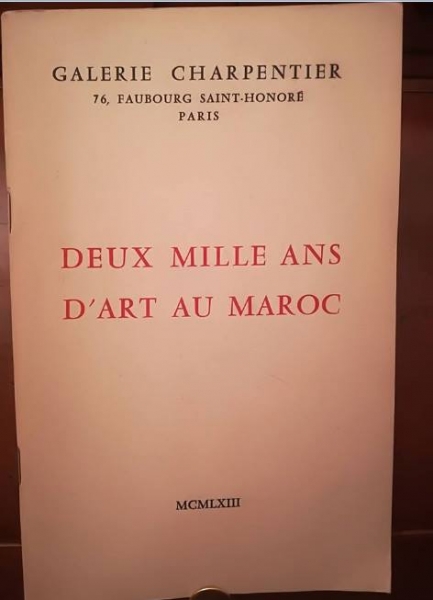 GALERIE CHARPENTIER
76, FAUBOURG SAINT-HONORÉ
PARIS
DEUX MILLE ANS
D'ART AU MAROC
MCMLXIII